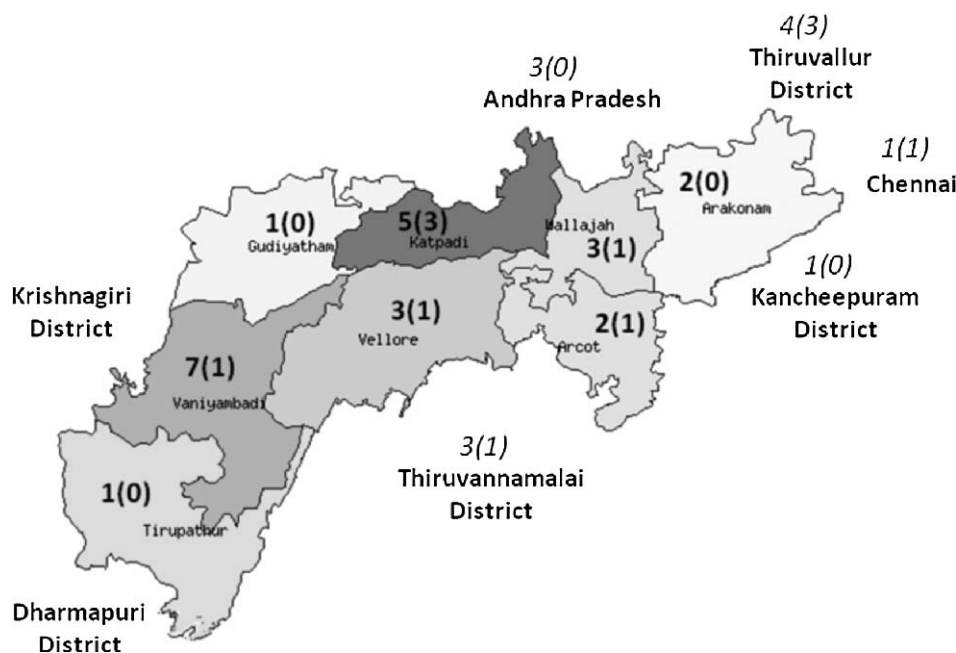 4(3)
Thiruvallur
District
3(0)
Andhra Pradesh
1(1)
Chennai
2(0)
Arakonam
1(0)
Gudiyatham
5(3)
Katpadi
Wallajah
3(1)
1(0)
Kancheepuram
District
Krishnagiri
District
3(1)
Vellore
2(1)
Arcot
7(1)
Vaniyambadi
3(1)
Thiruvannamalai
District
1(0)
Tirupathur
Dharmapuri
District